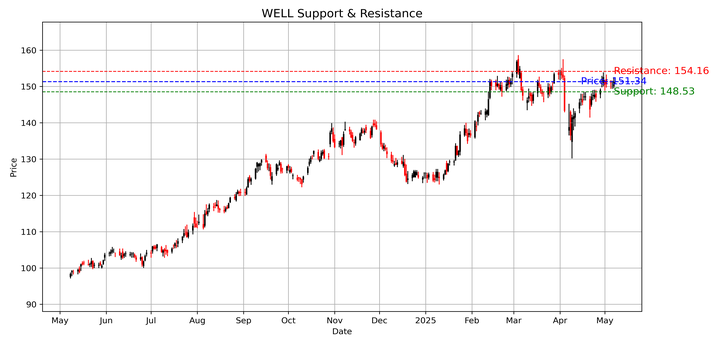 WELL Support & Resistance
Price
160
150
140
130
120
110
100
90
Resistance: 154.16
Price: 151.34
Support: 148.53
May Jun Jul Aug Sep Oct Nov Dec 2025 Feb Mar Apr May
Date